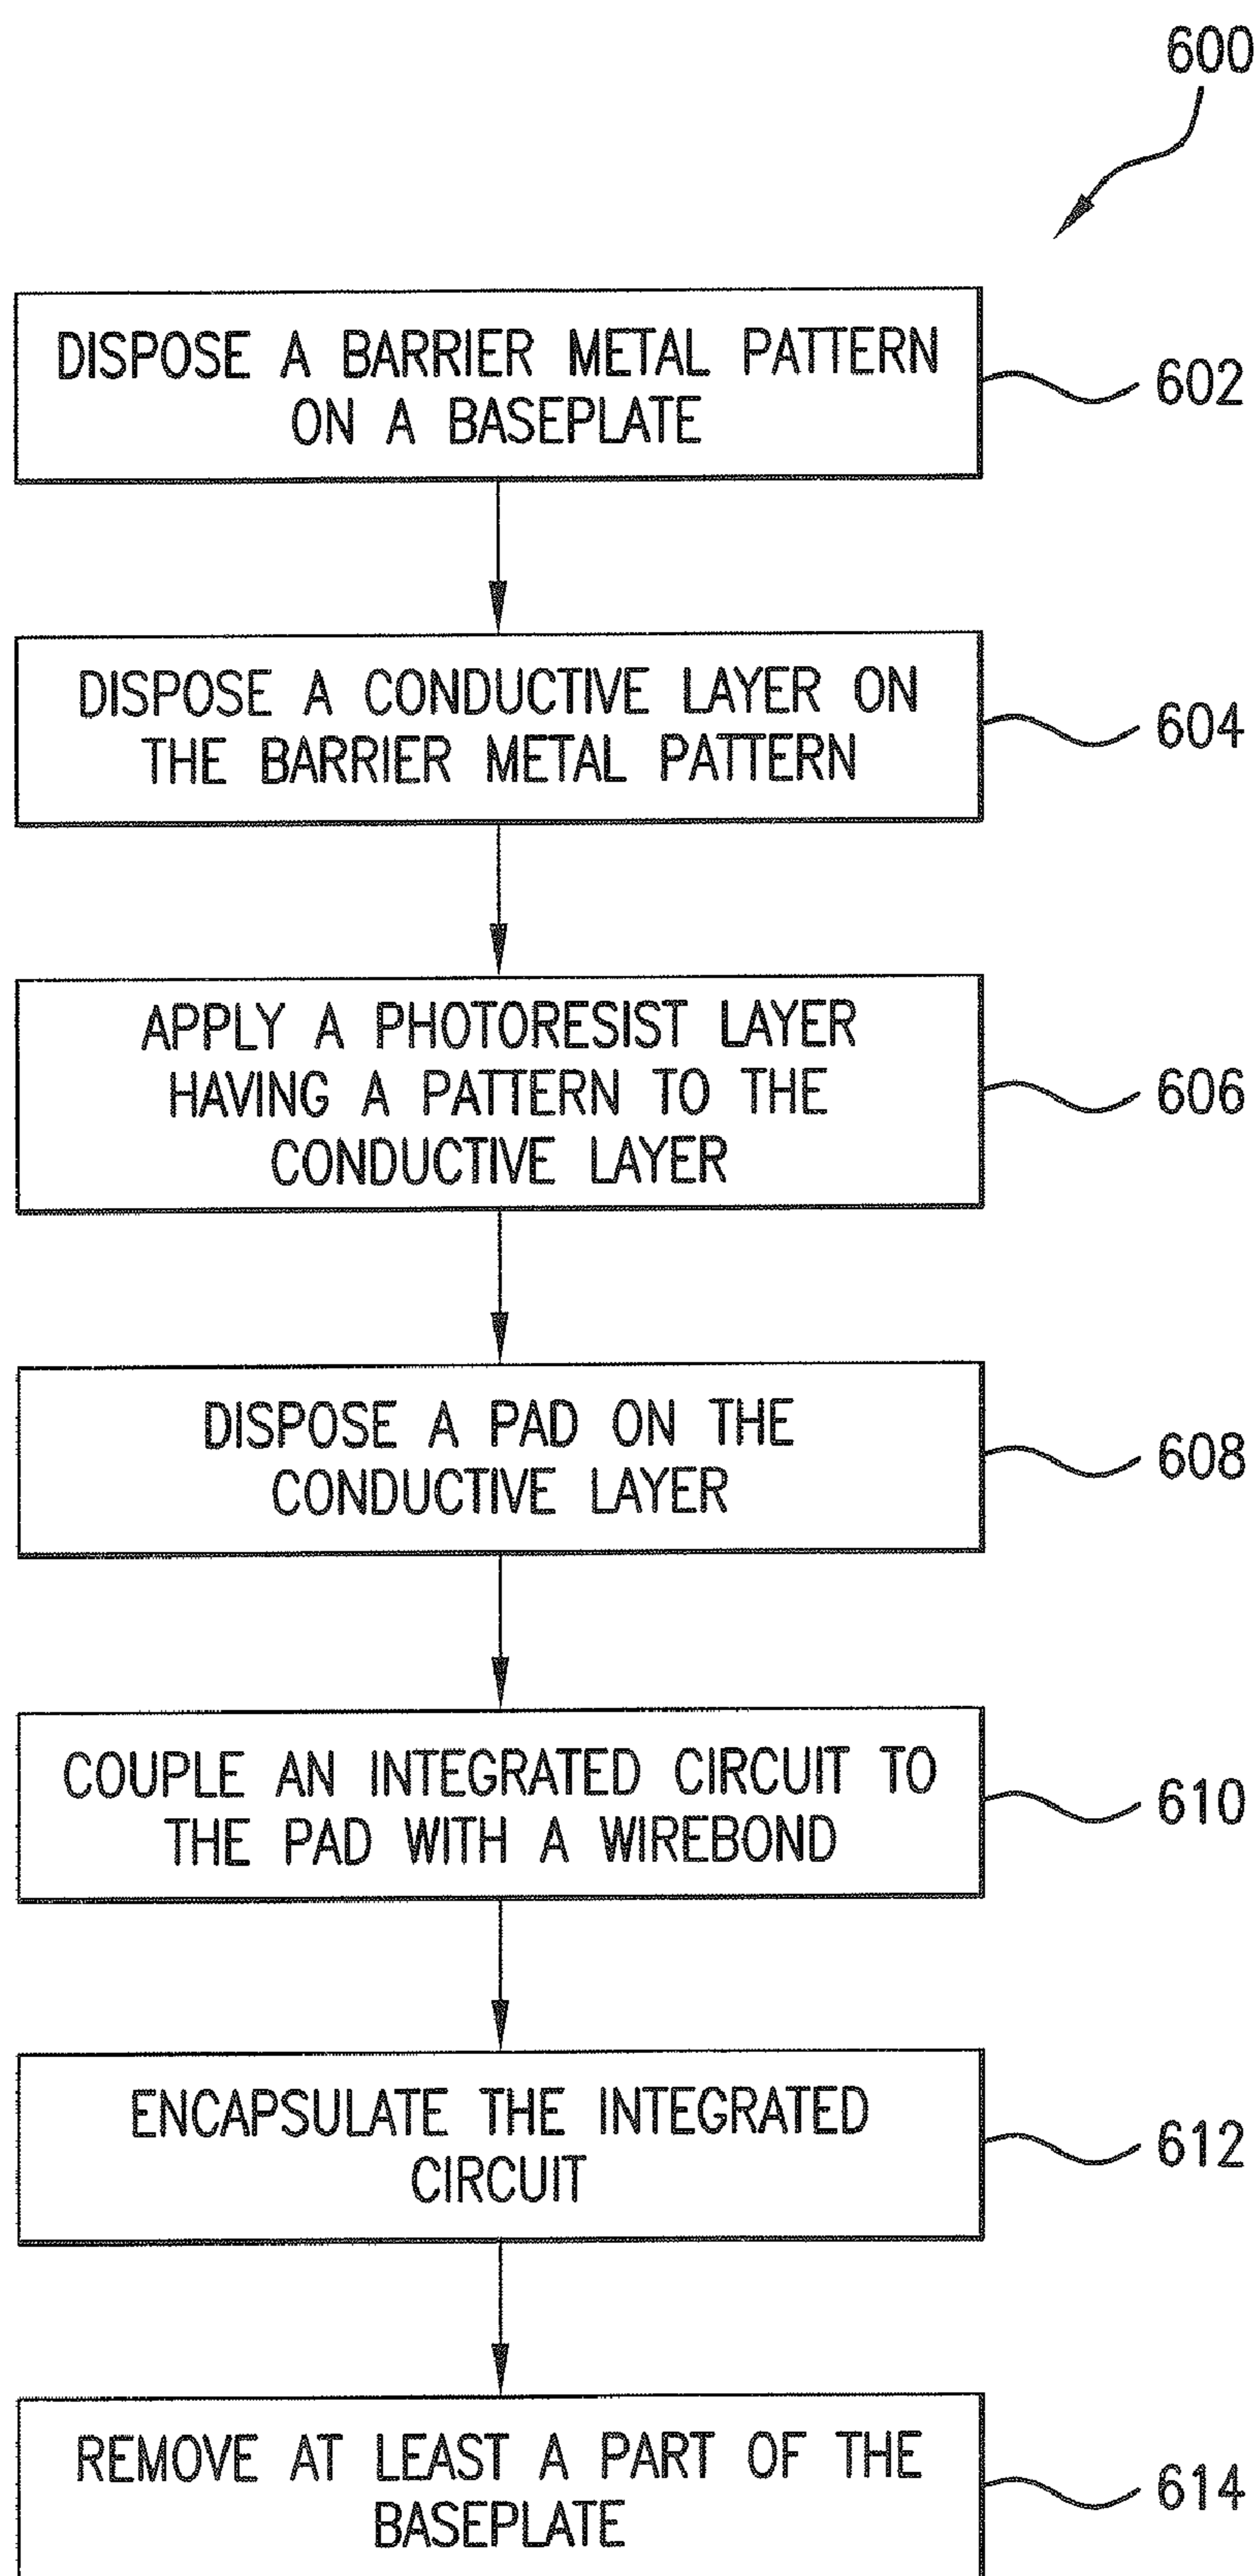 600
DISPOSE A BARRIER METAL PATTERN
ON A BASEPLATE
602
DISPOSE A CONDUCTIVE LAYER ON
THE BARRIER METAL PATTERN
604
APPLY A PHOTORESIST LAYER
HAVING A PATTERN TO THE
CONDUCTIVE LAYER
606
DISPOSE A PAD ON THE
CONDUCTIVE LAYER
608
COUPLE AN INTEGRATED CIRCUIT TO
THE PAD WITH A WIREBOND
610
ENCAPSULATE THE INTEGRATED
CIRCUIT
612
REMOVE AT LEAST A PART OF THE
BASEPLATE
614